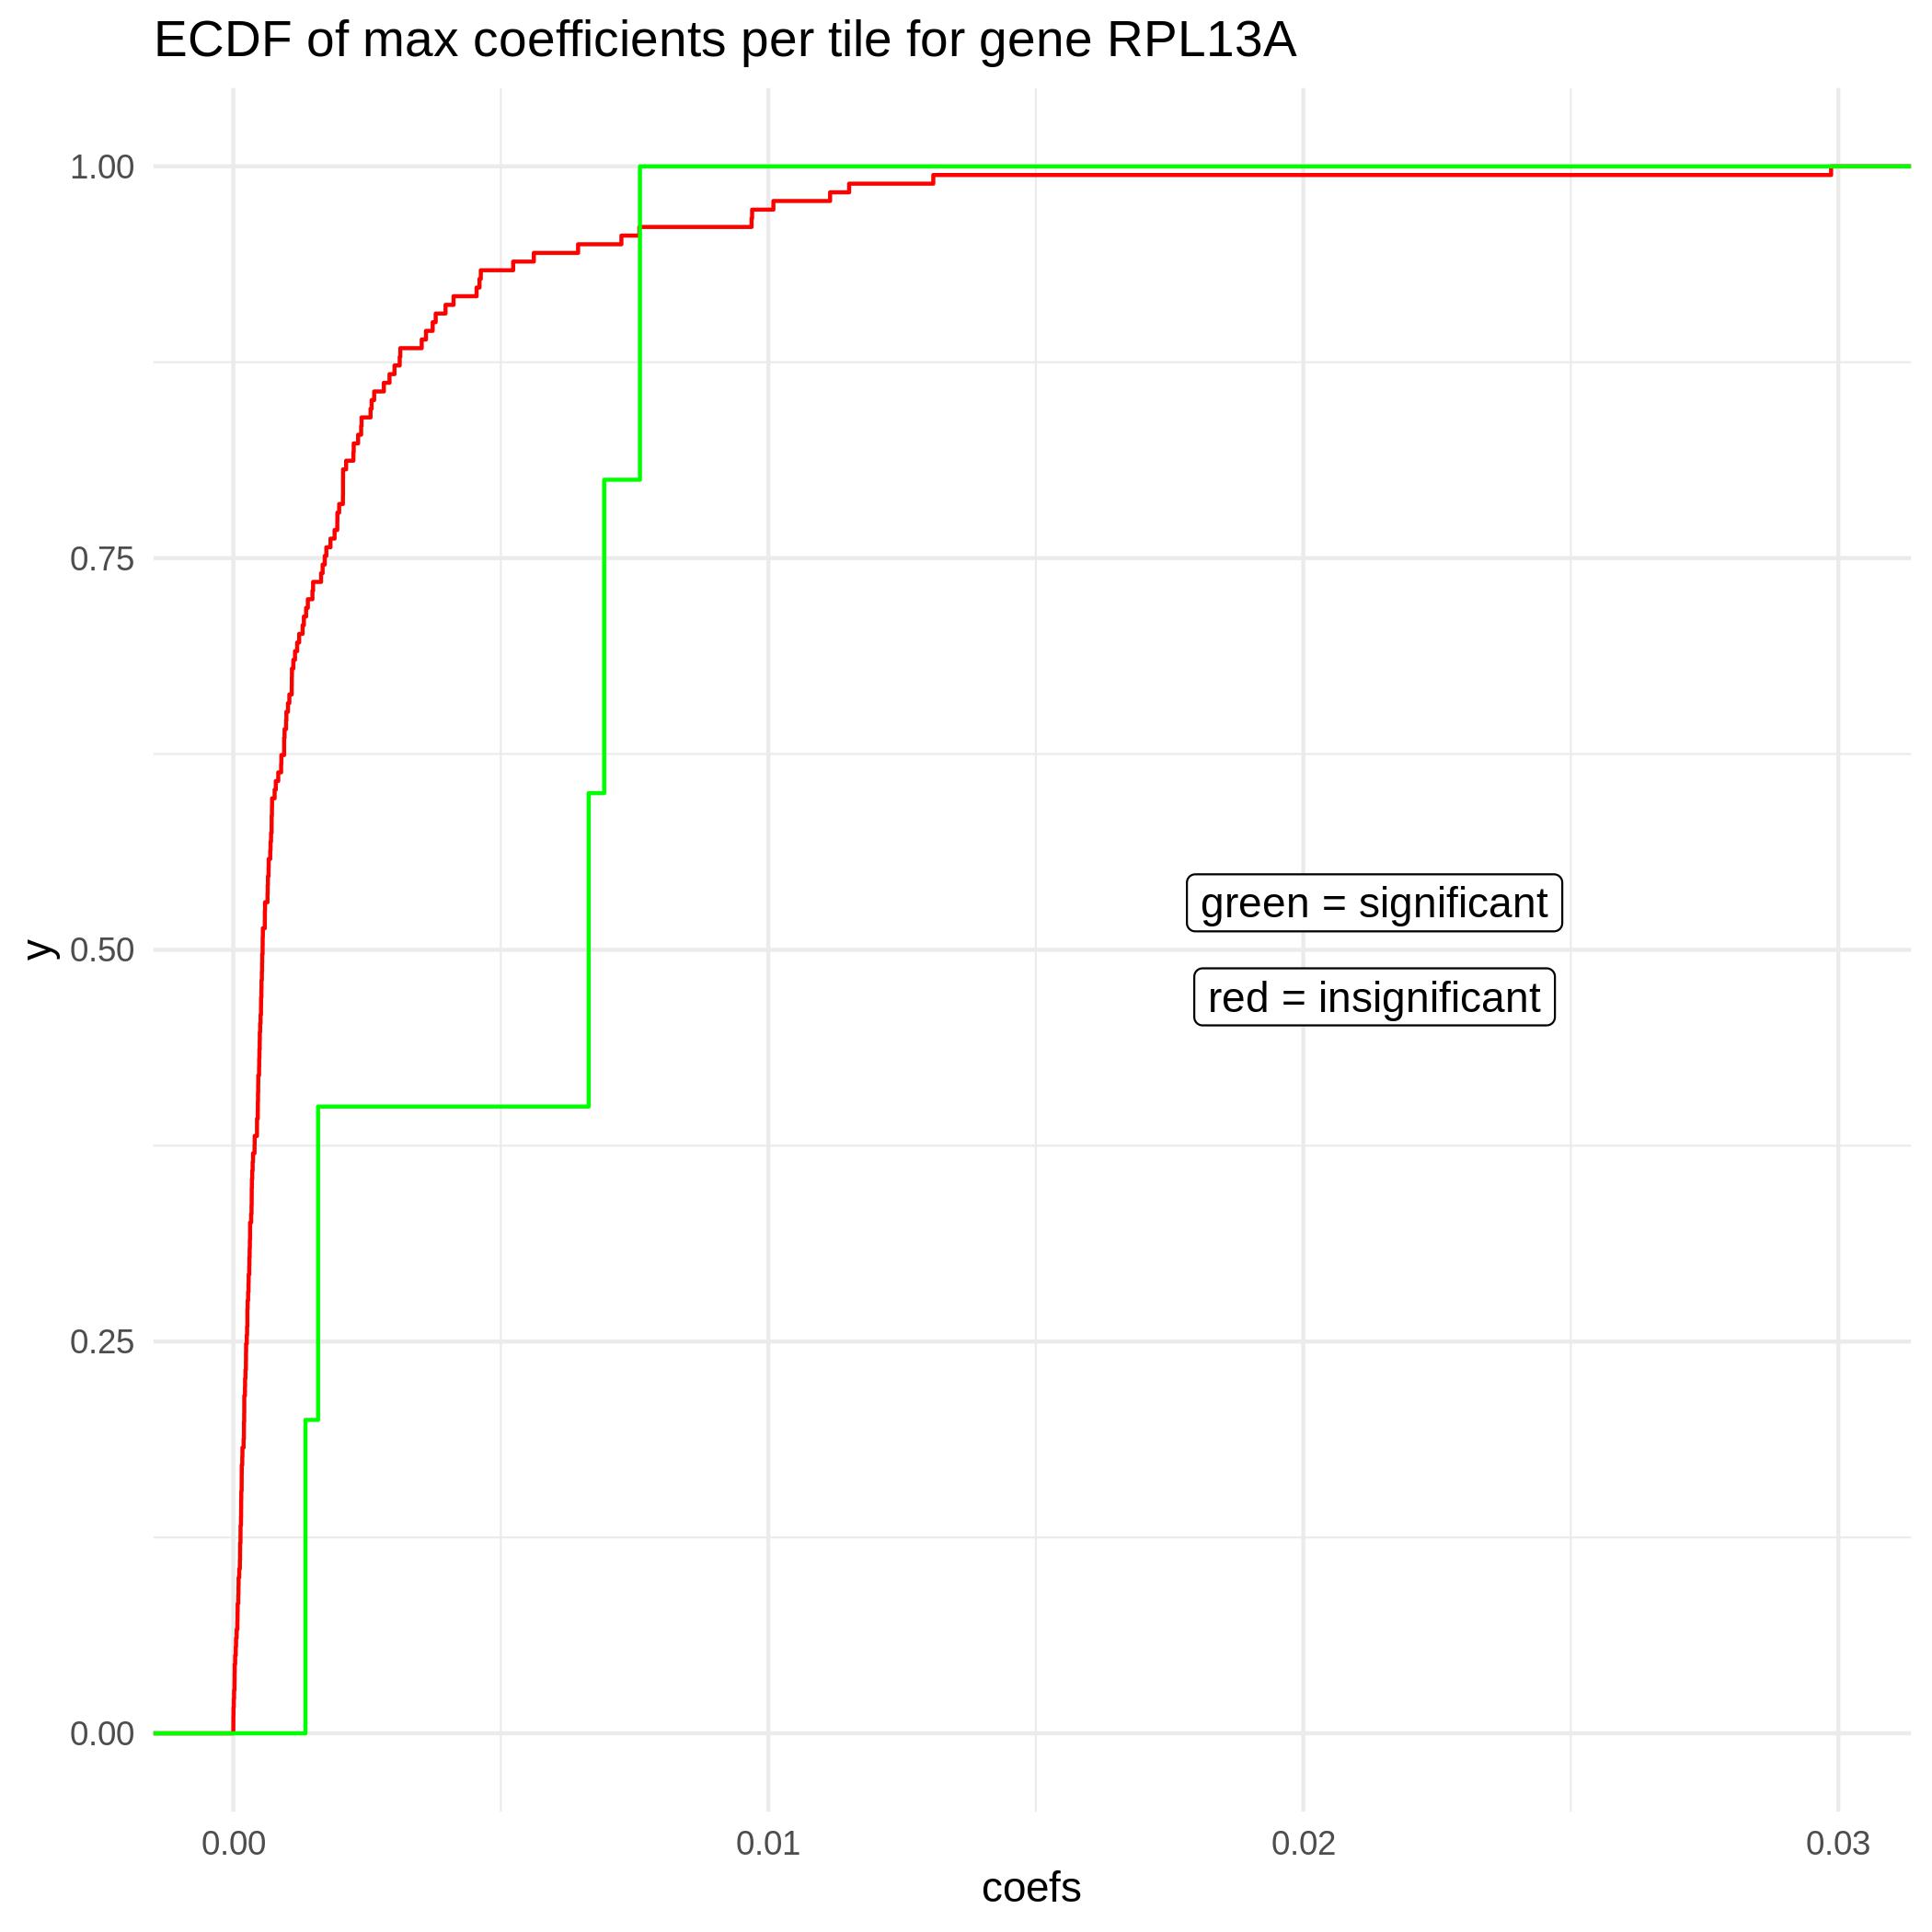 ECDF of max coefficients per tile for gene RPL13A
1.00
0.75
0.50
0.25
0.00
y
green = significant
red = insignificant
0.00 0.01 0.02 0.03
coefs